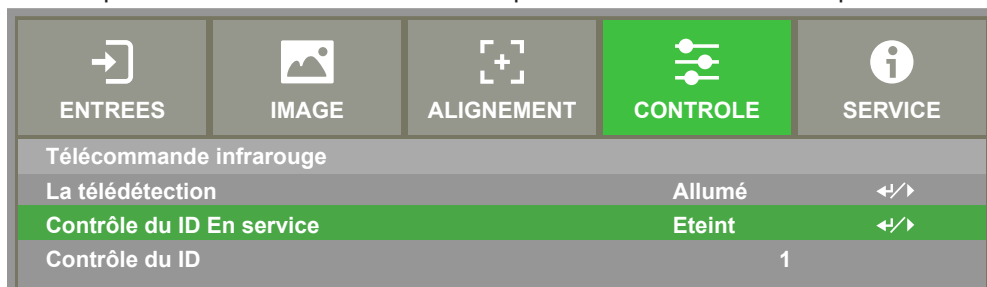 ENTREES
IMAGE
ALIGNEMENT
CONTROLE
SERVICE
Télécommande infrarouge
La télédétection Allumé
Contrôle du ID En service Eteint
Contrôle du ID 1